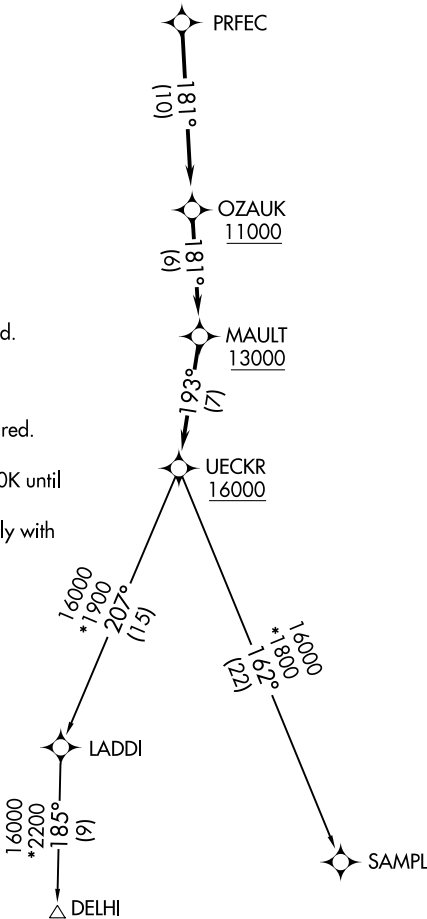 PRFEC
181°
(10)
OZAUK
11000
181°
(6)
MAULT
13000
d.
193°
(7)
red.
UECKR
16000
0K until
ly with
16000
*1900
207°
(15)
16000
*1800
162°
(22)
LADDI
16000
*2200
185°
(9)
SAMPL
DELHI